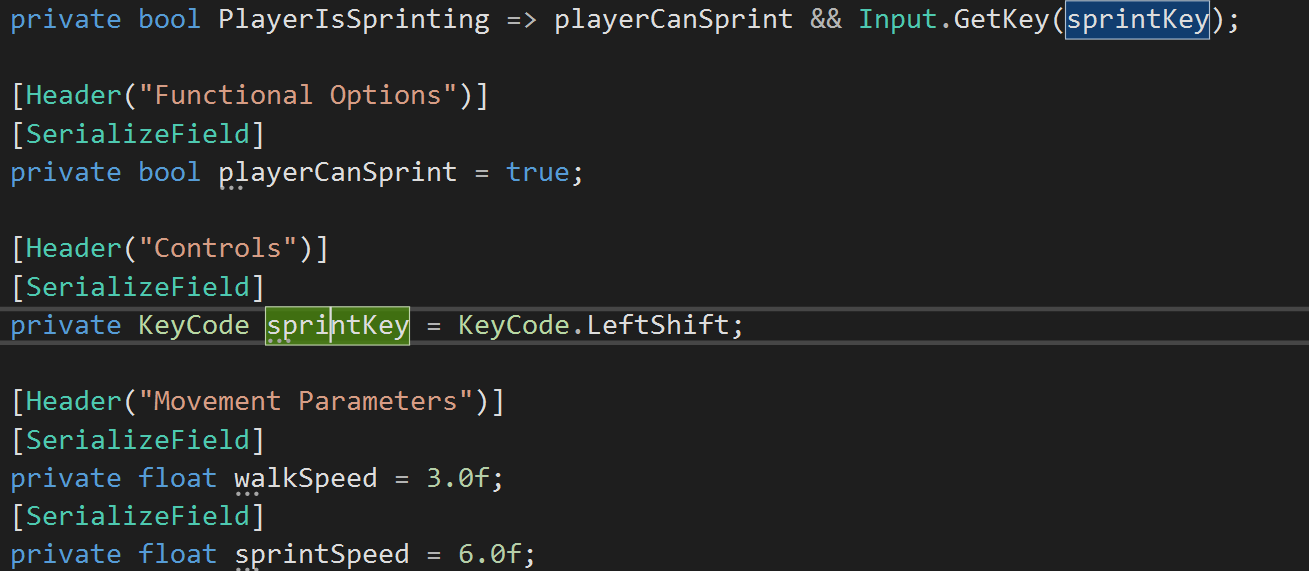 private bool PlayerIsSprinting => playerCanSprint && Input.GetKey(sprintKey);
[Header("Functional Options")]
[SerializeField]
private bool playerCanSprint = true;
[Header("Controls")]
[SerializeField]
private KeyCode sprintKey = KeyCode.LeftShift;
[Header("Movement Parameters")]
[SerializeField]
private float walkSpeed = 3.0f;
[SerializeField]
private float sprintSpeed = 6.0f;